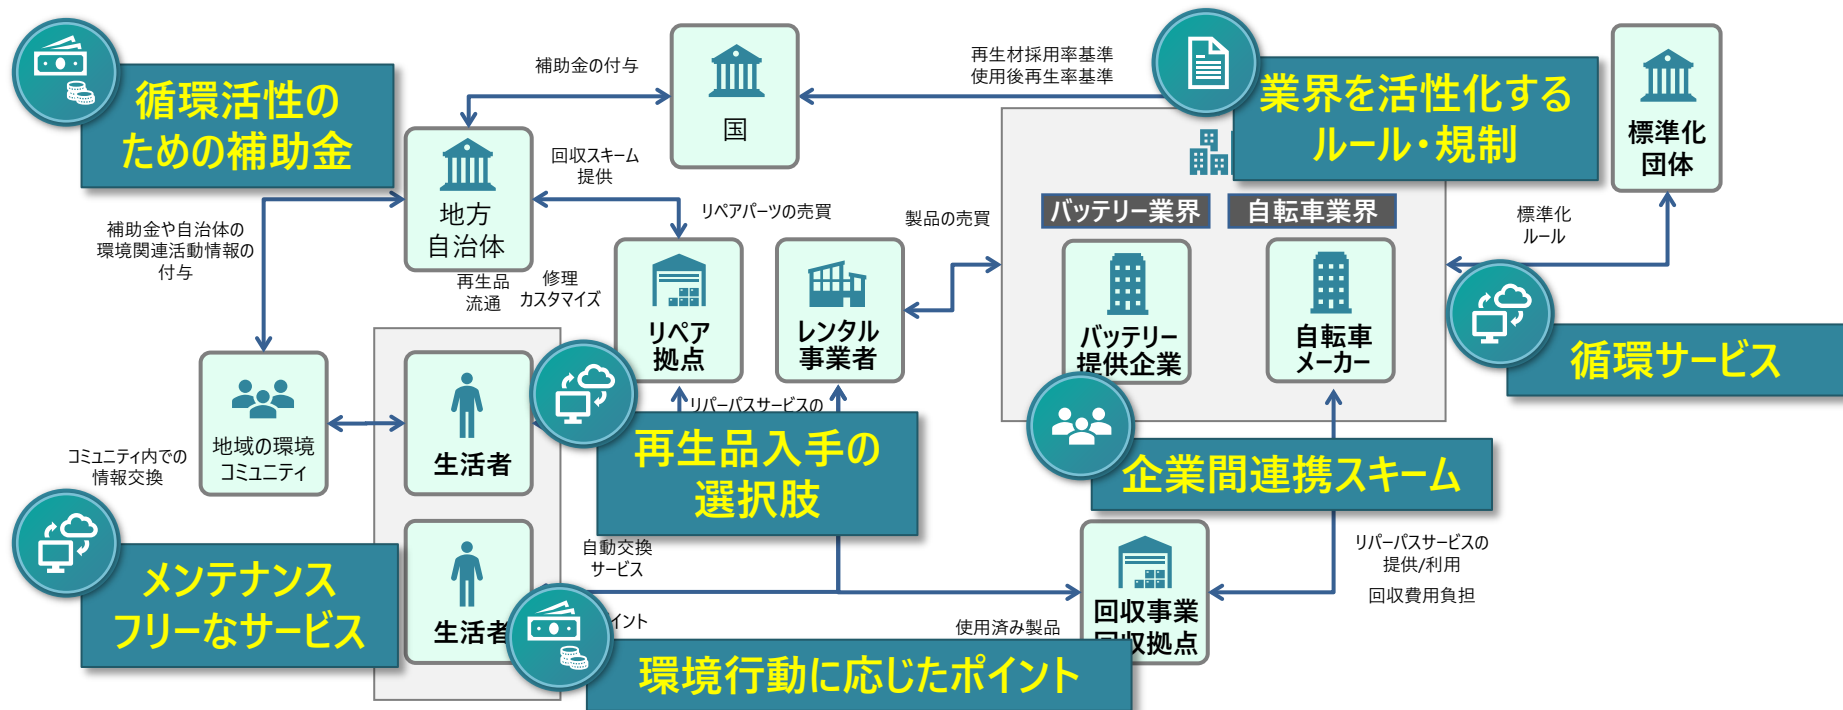 循環活性の
ための補助金
補助金の付与
国
再生材採用率基準
使用後再生率基準
業界を活性化する
ルール・規制
標準化
団体
地方
自治体
回収スキーム
提供
リペアパーツの売買
製品の売買
バッテリー業界
自転車業界
標準化
ルール
補助金や自治体の
環境関連活動情報の
付与
再生品
流通
修理
カスタマイズ
リペア
拠点
レンタル
事業者
バッテリー
提供企業
自転車
メーカー
循環サービス
地域の環境
コミュニティ
生活者
リパーパスサービスの
再生品入手の
選択肢
企業間連携スキーム
コミュニティ内での
情報交換
メンテナンス
フリーなサービス
生活者
自動交換
サービス
イント
環境行動に応じたポイント
使用済み製品
回収事業
回収拠点
リパーパスサービスの
提供/利用
回収費用負担